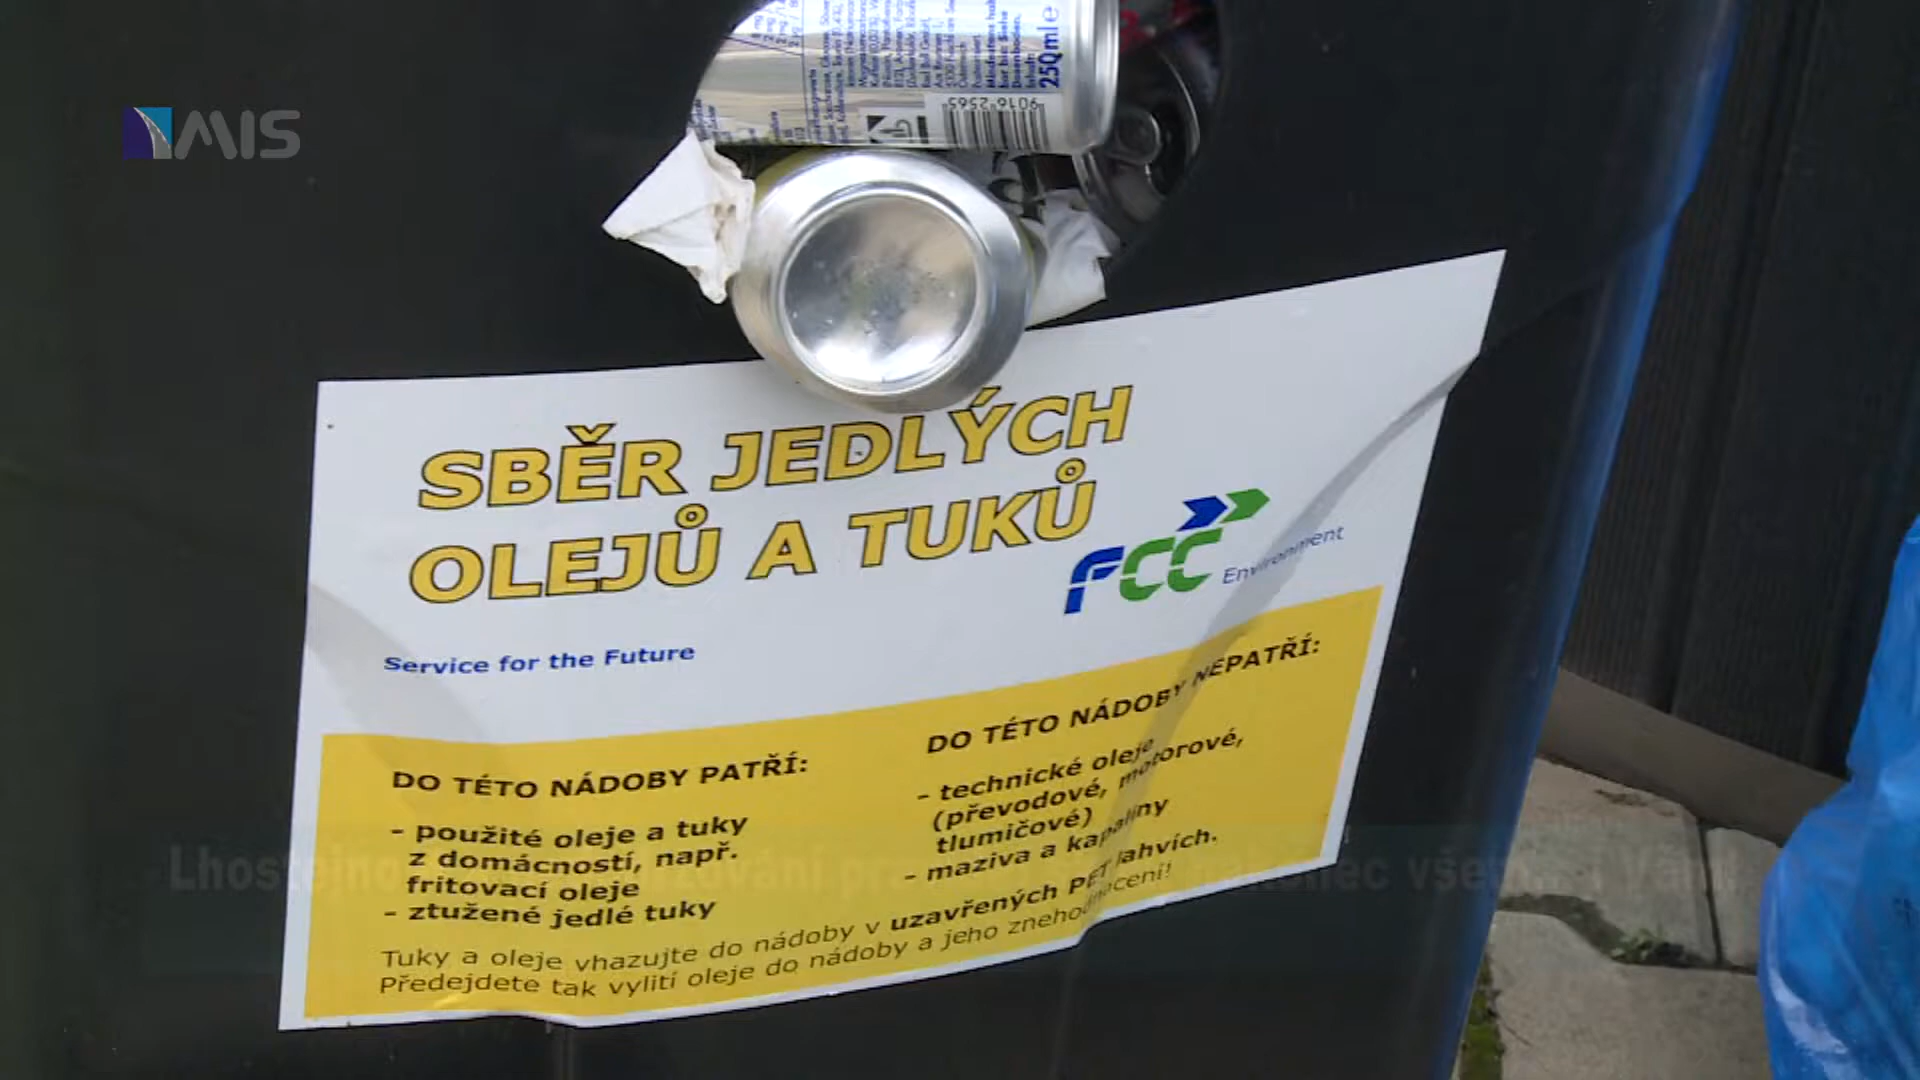 MIS
250ml e
9016 2565
SBĚR JEDLÝCH
OLEJŮ A TUKŮ
FCC Environment
Service for the Future
DO TÉTO NÁDOBY PATŘÍ:
- použité oleje a tuky
z domácností, např.
fritovací oleje
- ztužené jedlé tuky
DO TÉTO NÁDOBY NEPATŘÍ:
- technické oleje
(převodové, motorové,
tlumičové)
- maziva a kapaliny
Tuky a oleje vhazujte do nádoby v uzavřených PET lahvích.
Předejdete tak vylití oleje do nádoby a jeho znehodnocení!